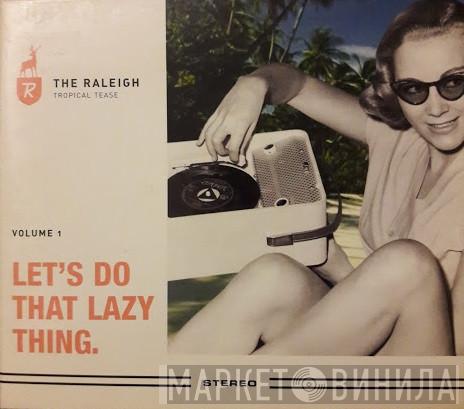 R
THE RALEIGH
TROPICAL TEASE
VOLUME 1
LET'S DO
THAT LAZY
THING.
STEREO
МАРКЕТ ВИНИЛА